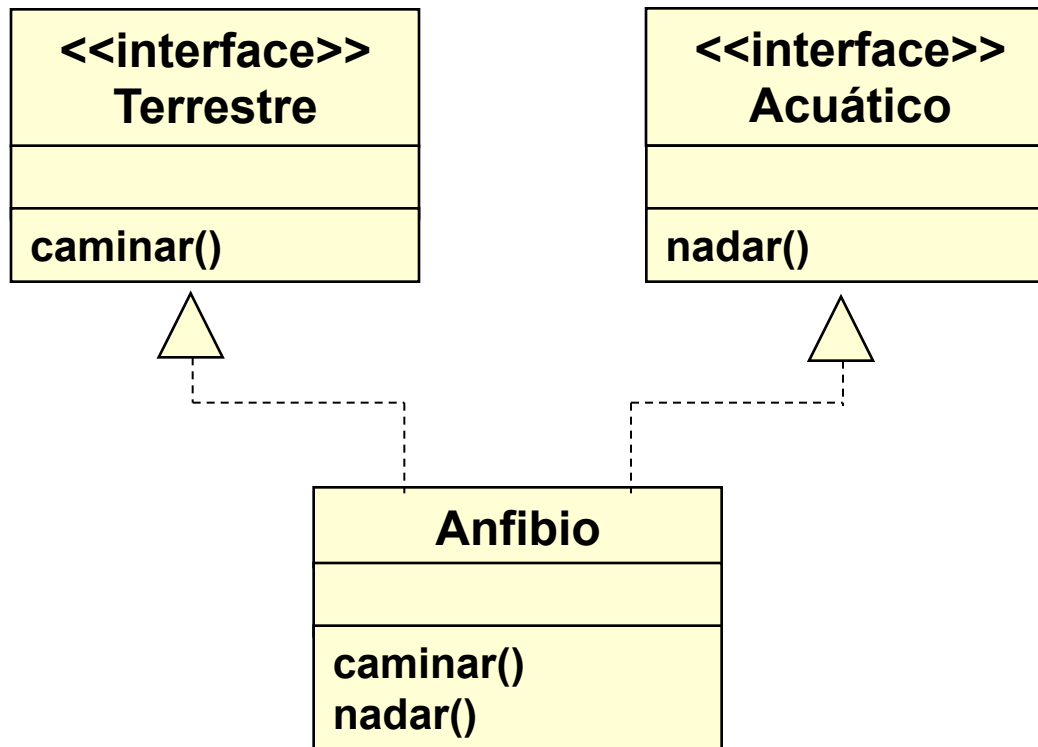 <<interface>>
Terrestre
caminar()
<<interface>>
Acuático
nadar()
Anfibio
caminar()
nadar()